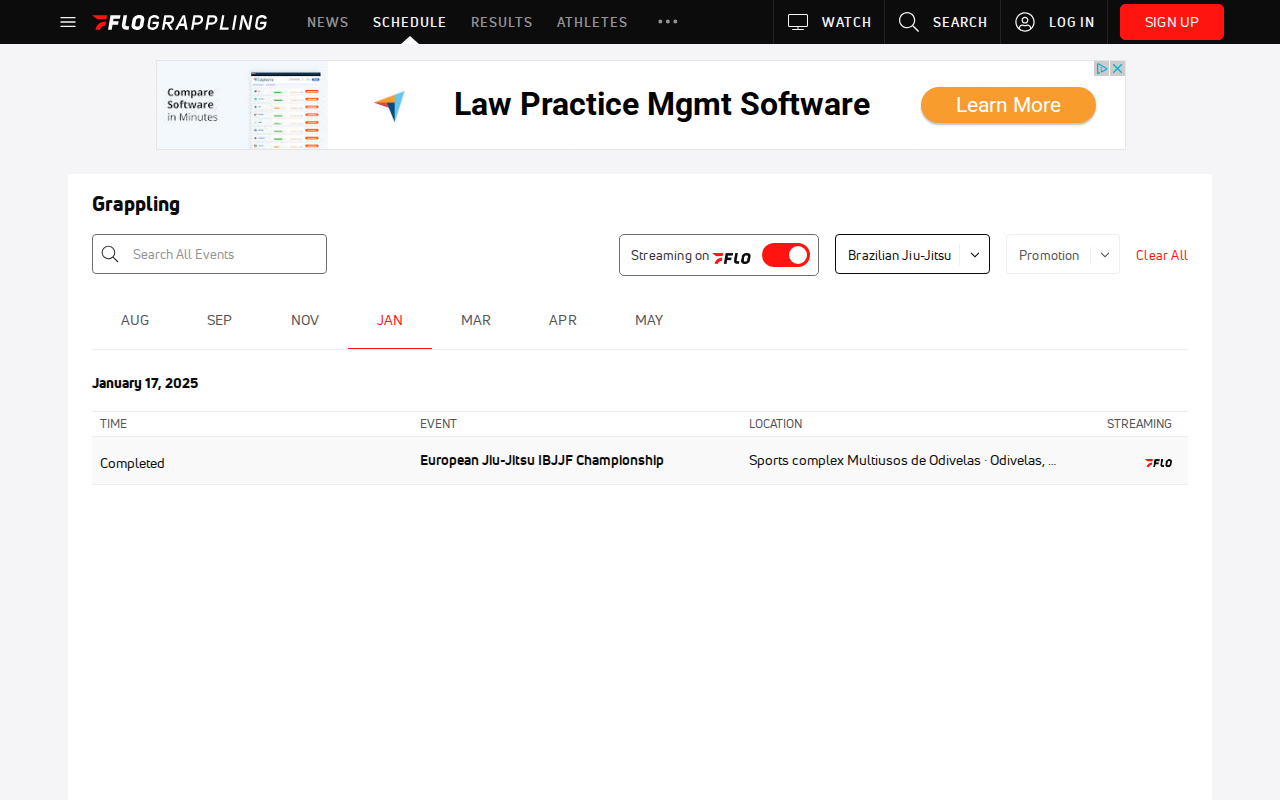 FLOGRAPPLING NEWS SCHEDULE RESULTS ATHLETES ••• WATCH SEARCH LOG IN SIGN UP
Compare
Software
in Minutes
Law Practice Mgmt Software
Learn More
Grappling
Search All Events
Streaming on FLO
Brazilian Jiu-Jitsu
Promotion
Clear All
AUG SEP NOV JAN MAR APR MAY
January 17, 2025
TIME EVENT LOCATION STREAMING
Completed European Jiu-Jitsu IBJJF Championship Sports complex Multiusos de Odivelas · Odivelas, ... FLO